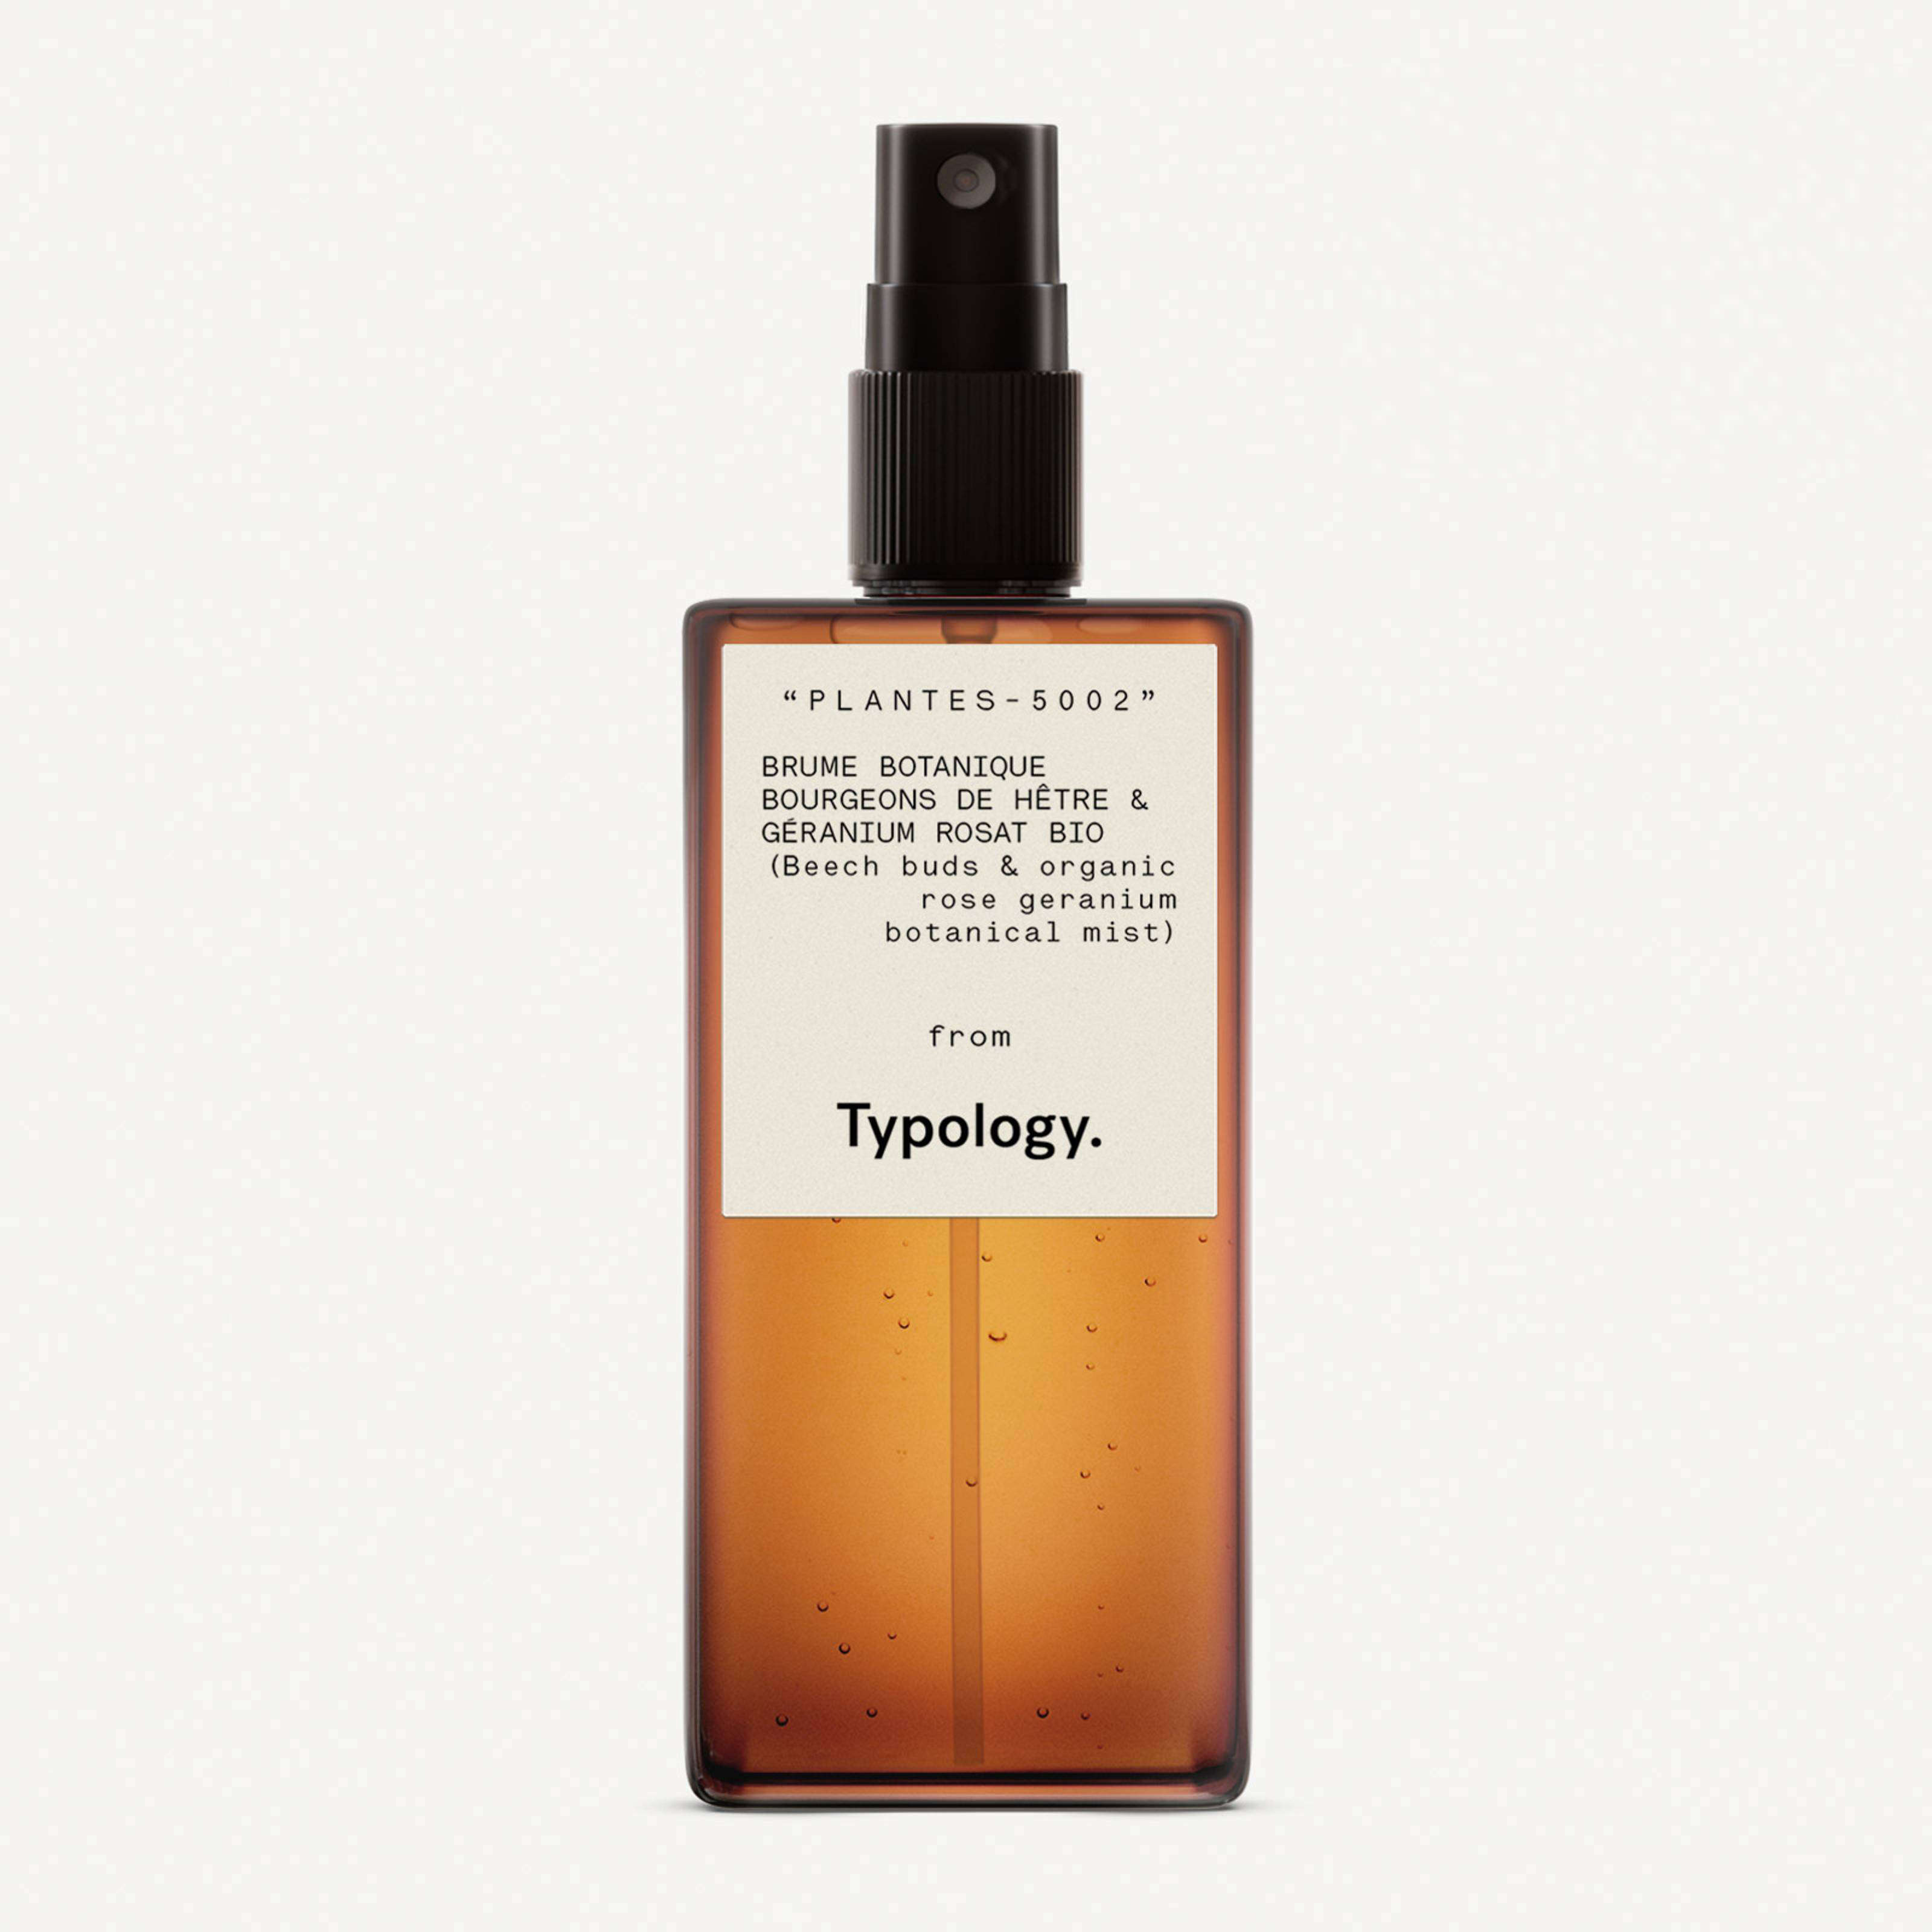 “PLANTES-5002”
BRUME BOTANIQUE
BOURGEONS DE HÊTRE &
GÉRANIUM ROSAT BIO
(Beech buds & organic
rose geranium
botanical mist)
from
Typology.